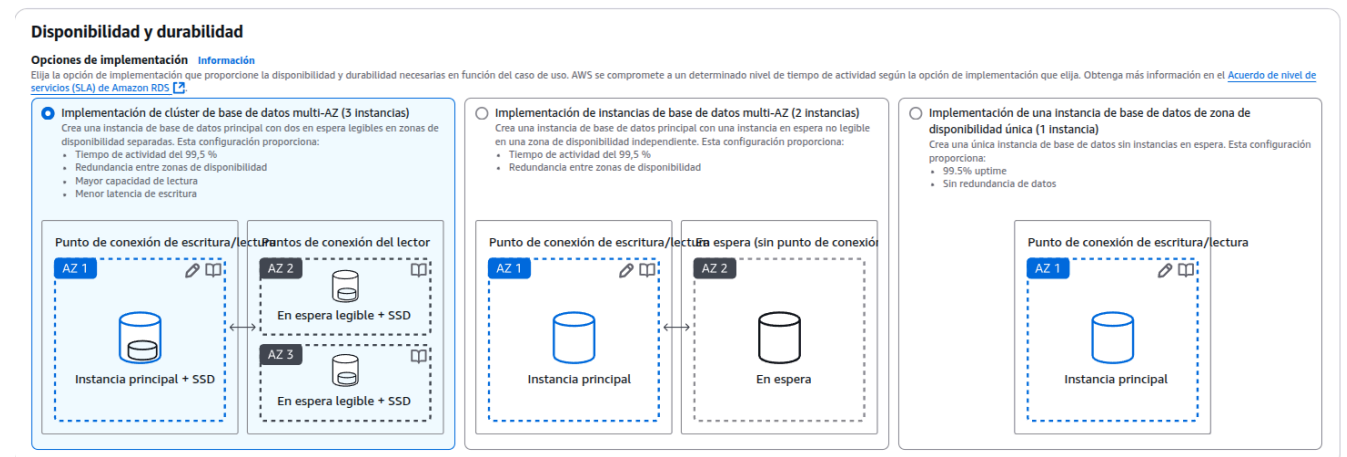 Disponibilidad y durabilidad
Opciones de implementación Información
Elija la opción de implementación que proporcione la disponibilidad y durabilidad necesarias en función del caso de uso. AWS se compromete a un determinado nivel de tiempo de actividad según la opción de implementación que elija. Obtenga más información en el Acuerdo de nivel de
servicios (SLA) de Amazon RDS
Implementación de clúster de base de datos multi-AZ (3 instancias)
Crea una instancia de base de datos principal con dos en espera legibles en zonas de
disponibilidad separadas. Esta configuración proporciona:
• Tiempo de actividad del 99,5 %
• Redundancia entre zonas de disponibilidad
• Mayor capacidad de lectura
• Menor latencia de escritura
Punto de conexión de escritura/lectura
AZ 1
Instancia principal + SSD
Puntos de conexión del lector
AZ 2
En espera legible + SSD
AZ 3
En espera legible + SSD
Implementación de instancias de base de datos multi-AZ (2 instancias)
Crea una instancia de base de datos principal con una instancia en espera no legible
en una zona de disponibilidad independiente. Esta configuración proporciona:
• Tiempo de actividad del 99,5 %
• Redundancia entre zonas de disponibilidad
Punto de conexión de escritura/lectura
AZ 1
Instancia principal
En espera (sin punto de conexión
AZ 2
En espera
Implementación de una instancia de base de datos de zona de
disponibilidad única (1 instancia)
Crea una única instancia de base de datos sin instancias en espera. Esta configuración
proporciona:
• 99.5% uptime
• Sin redundancia de datos
Punto de conexión de escritura/lectura
AZ 1
Instancia principal